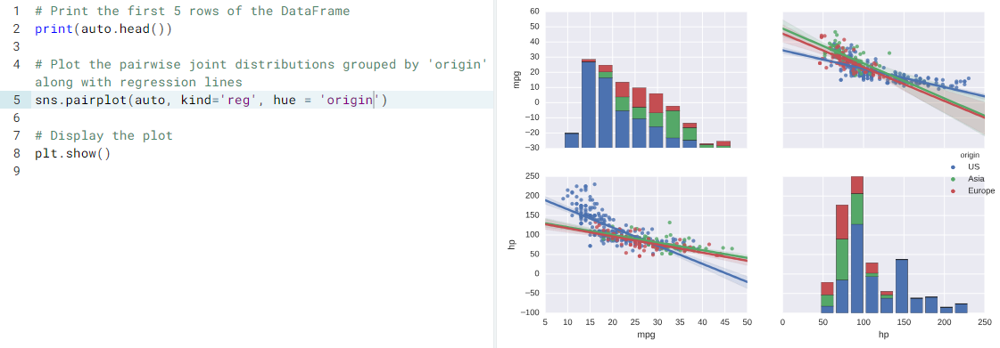 1 # Print the first 5 rows of the DataFrame
2 print(auto.head())
3
4 # Plot the pairwise joint distributions grouped by 'origin'
along with regression lines
5 sns.pairplot(auto, kind='reg', hue = 'origin')
6
7 # Display the plot
8 plt.show()
9
60
50
40
30
20
10
0
−10
−20
−30
mpg
250
200
150
100
50
0
−50
−100
hp
5 10 15 20 25 30 35 40 45 50
mpg
origin
US
Asia
Europe
0 50 100 150 200 250
hp